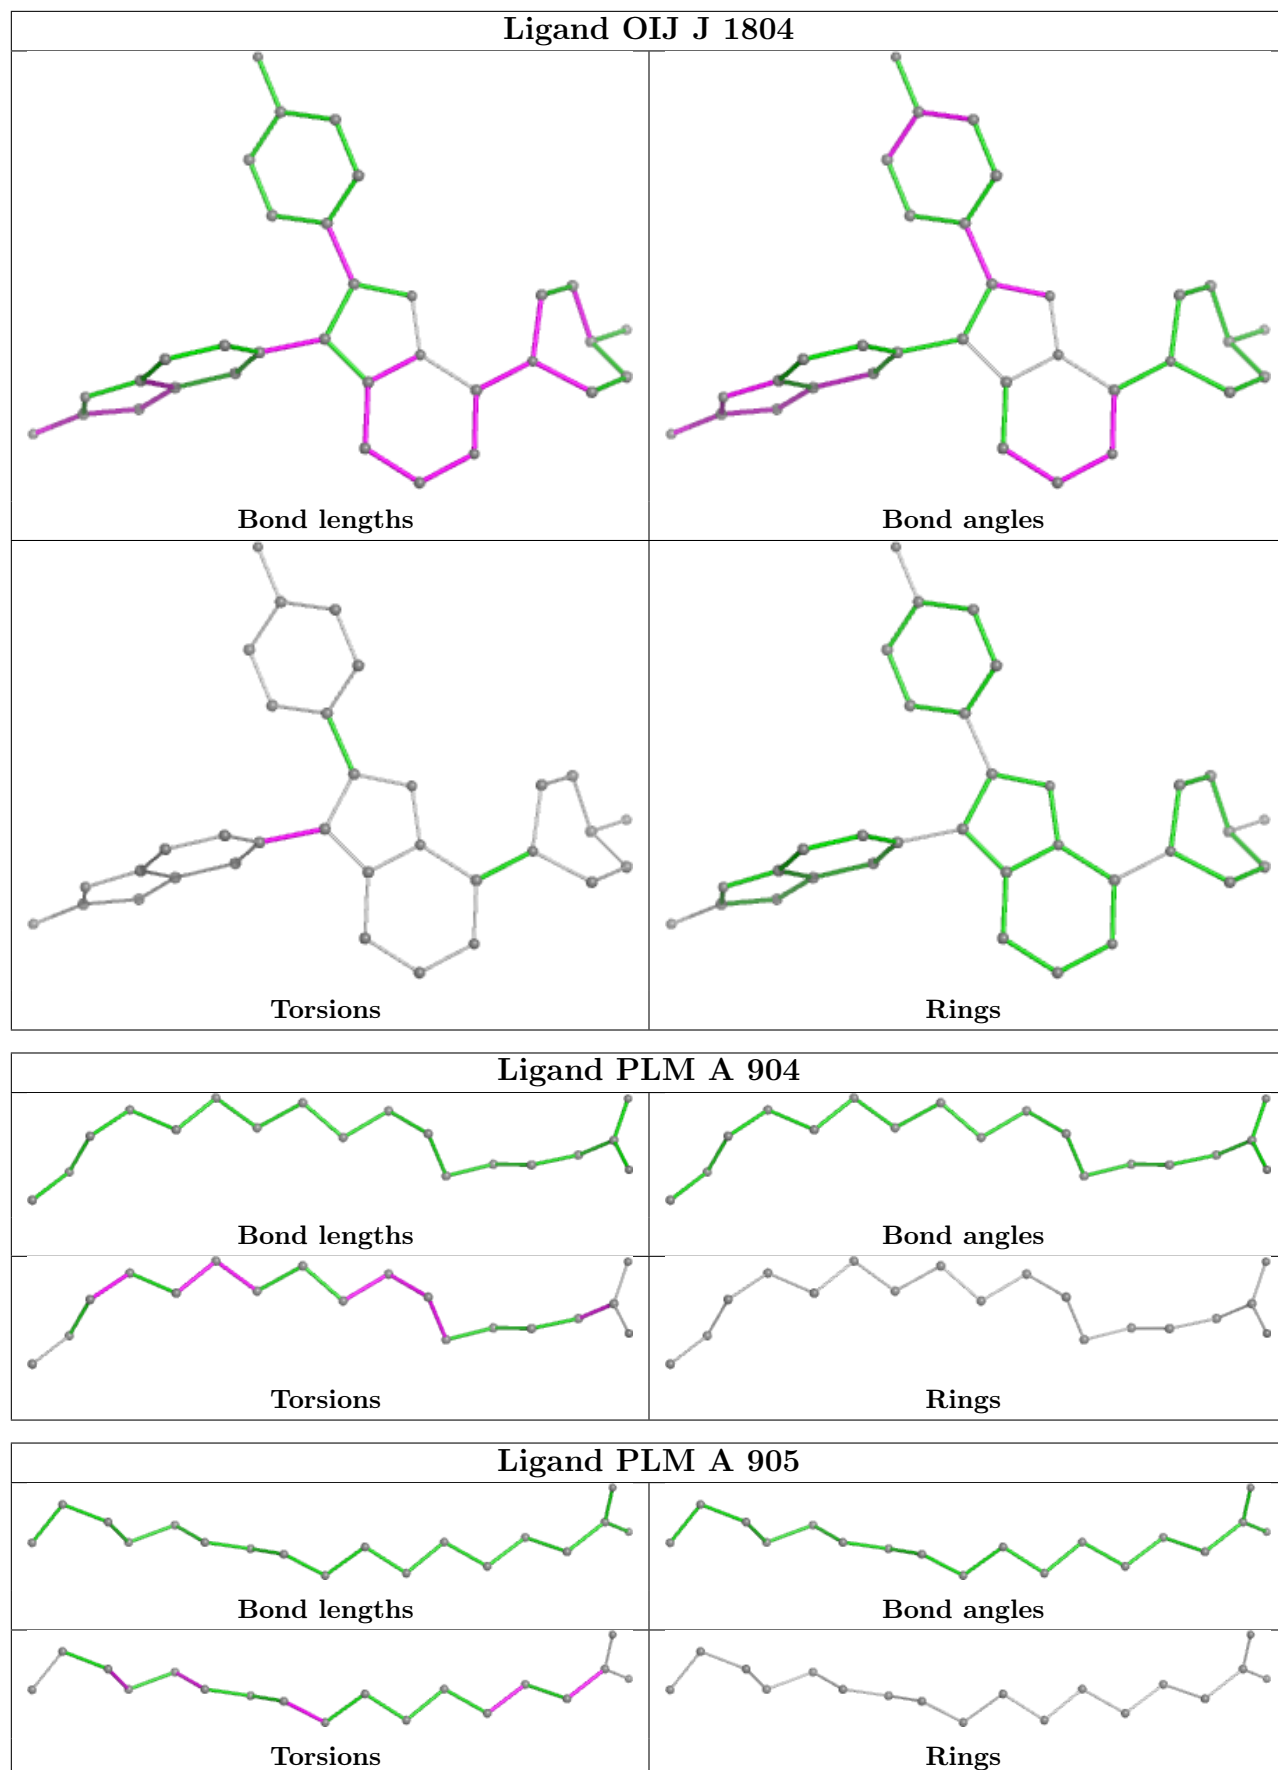 Ligand OIJ J 1804
Bond lengths
Bond angles
Torsions
Rings
Ligand PLM A 904
Bond lengths
Bond angles
Torsions
Rings
Ligand PLM A 905
Bond lengths
Bond angles
Torsions
Rings